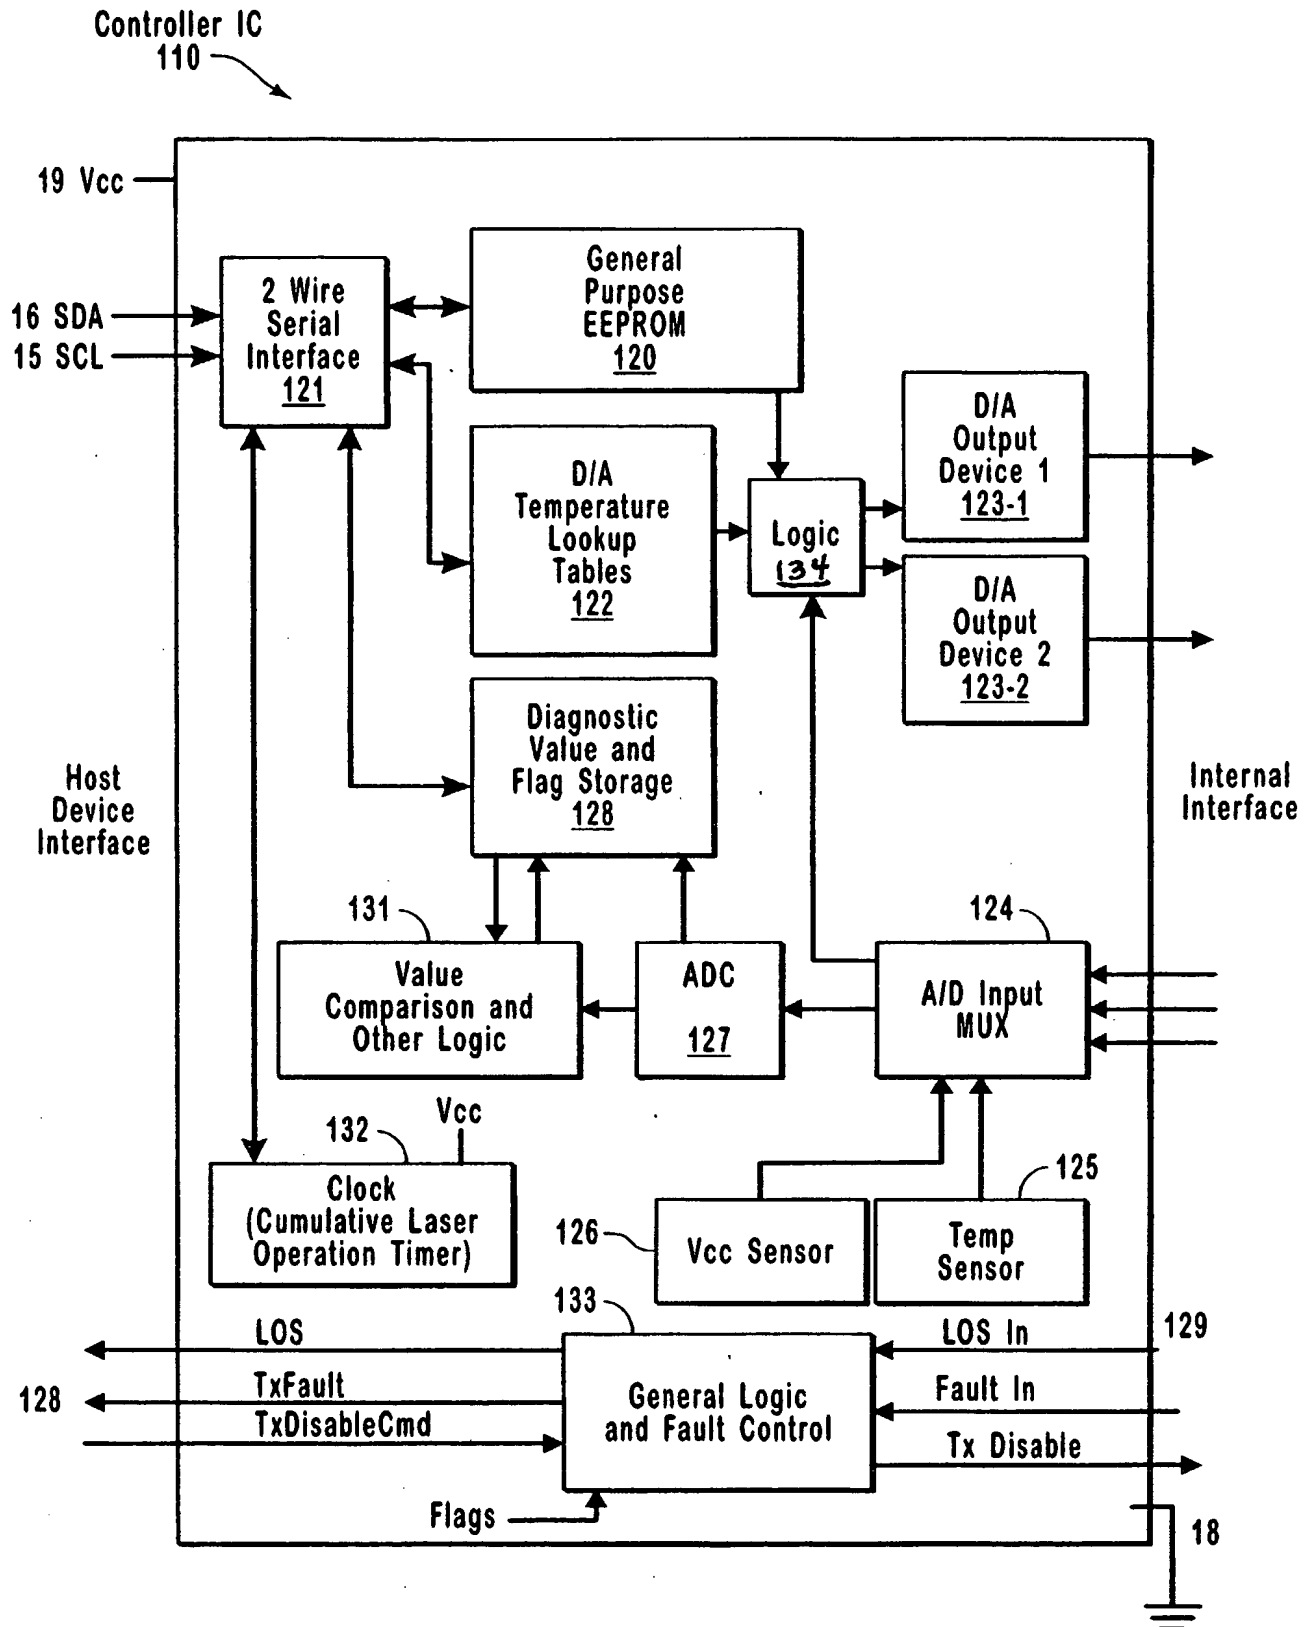 Controller IC
110
19 Vcc
16 SDA
15 SCL
2 Wire
Serial
Interface
121
General
Purpose
EEPROM
120
D/A
Temperature
Lookup
Tables
122
Logic
134
D/A
Output
Device 1
123-1
D/A
Output
Device 2
123-2
Diagnostic
Value and
Flag Storage
128
Host
Device
Interface
Internal
Interface
131
Value
Comparison and
Other Logic
ADC
127
124
A/D Input
MUX
Vcc
132
Clock
(Cumulative Laser
Operation Timer)
126
Vcc Sensor
125
Temp
Sensor
133
General Logic
and Fault Control
LOS
TxFault
TxDisableCmd
128
LOS In
129
Fault In
Tx Disable
Flags
18